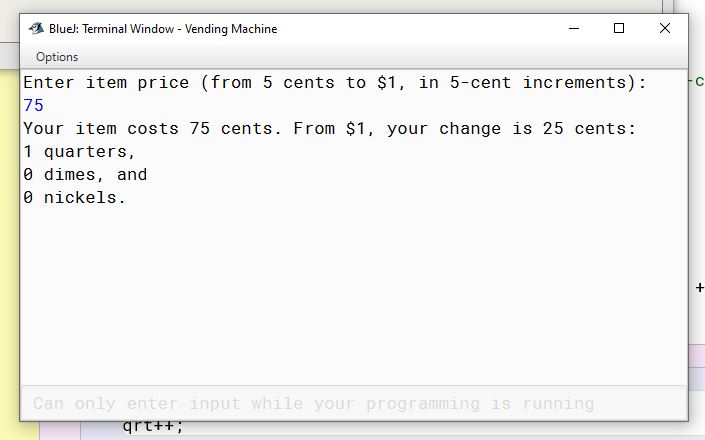 BlueJ: Terminal Window - Vending Machine
Options
Enter item price (from 5 cents to $1, in 5-cent increments):
75
Your item costs 75 cents. From $1, your change is 25 cents:
1 quarters,
0 dimes, and
0 nickels.
Can only enter input while your programming is running
-c
+
qrt++;